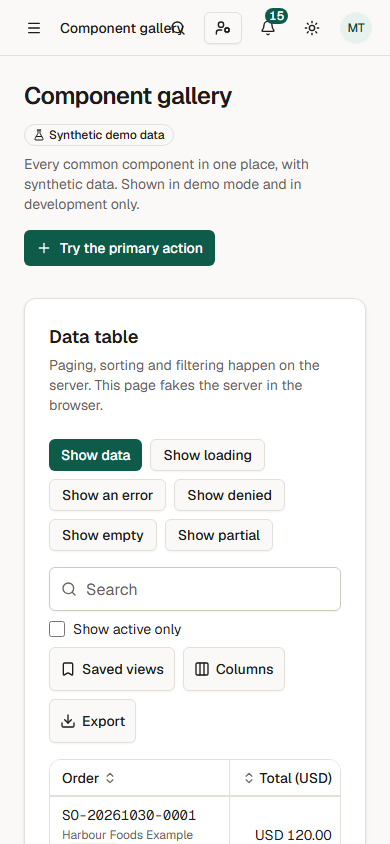 Component gallery
15
MT
Component gallery
Synthetic demo data
Every common component in one place, with
synthetic data. Shown in demo mode and in
development only.
Try the primary action
Data table
Paging, sorting and filtering happen on the
server. This page fakes the server in the
browser.
Show data
Show loading
Show an error
Show denied
Show empty
Show partial
Search
Show active only
Saved views
Columns
Export
Order
Total (USD)
SO-20261030-0001
Harbour Foods Example
USD 120.00